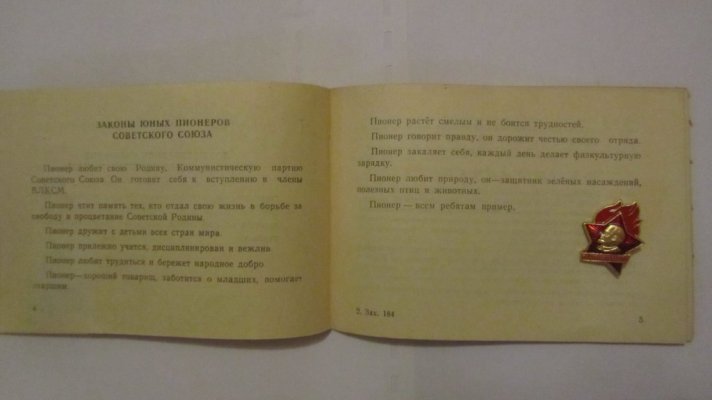 ЗАКОНЫ ЮНЫХ ПИОНЕРОВ
СОВЕТСКОГО СОЮЗА
Пионер любит свою Родину, Коммунистическую партию
Советского Союза. Он готовит себя к вступлению в члены
ВЛКСМ.
Пионер чтит память тех, кто отдал свою жизнь в борьбе за
свободу и процветание Советской Родины.
Пионер дружит с детьми всех стран мира.
Пионер прилежно учится, дисциплинирован и вежлив.
Пионер любит трудиться и бережет народное добро.
Пионер—хороший товарищ, заботится о младших, помогает
старшим.
4
Пионер растёт смелым и не боится трудностей.
Пионер говорит правду, он дорожит честью своего отряда.
Пионер закаляет себя, каждый день делает физкультурную
зарядку.
Пионер любит природу, он—защитник зелёных насаждений,
полезных птиц и животных.
Пионер — всем ребятам пример.
2. Зак. 184
5